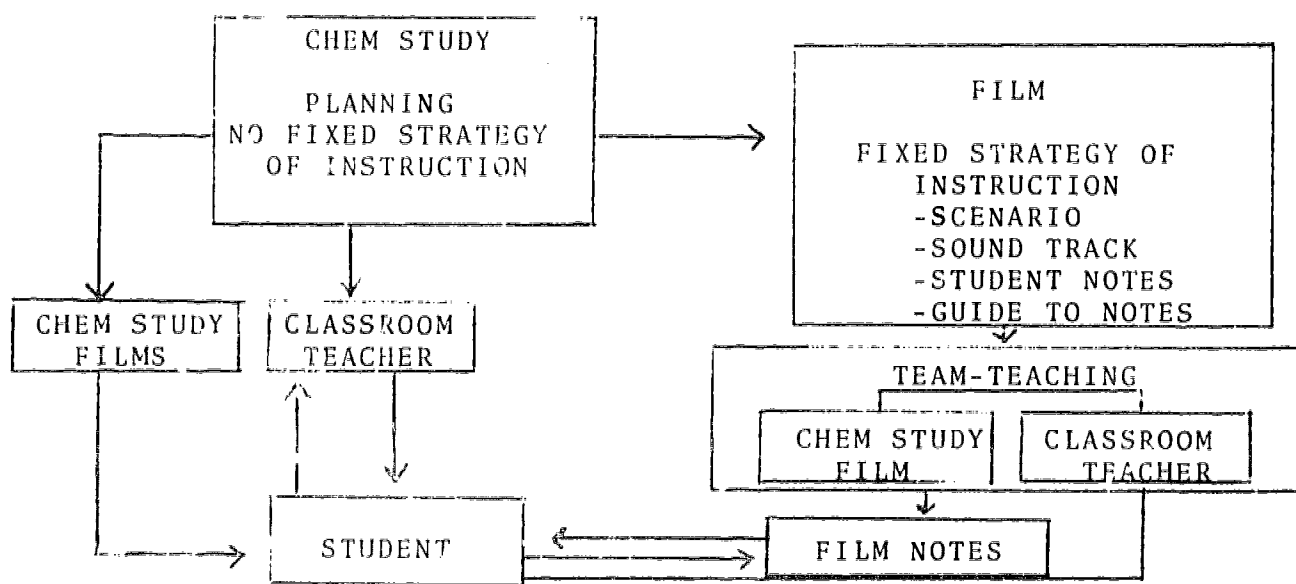 CHEM STUDY
PLANNING
NO FIXED STRATEGY
OF INSTRUCTION
FILM
FIXED STRATEGY OF
INSTRUCTION
-SCENARIO
-SOUND TRACK
-STUDENT NOTES
-GUIDE TO NOTES
CHEM STUDY
FILMS
CLASSROOM
TEACHER
TEAM-TEACHING
CHEM STUDY
FILM
CLASSROOM
TEACHER
STUDENT
FILM NOTES